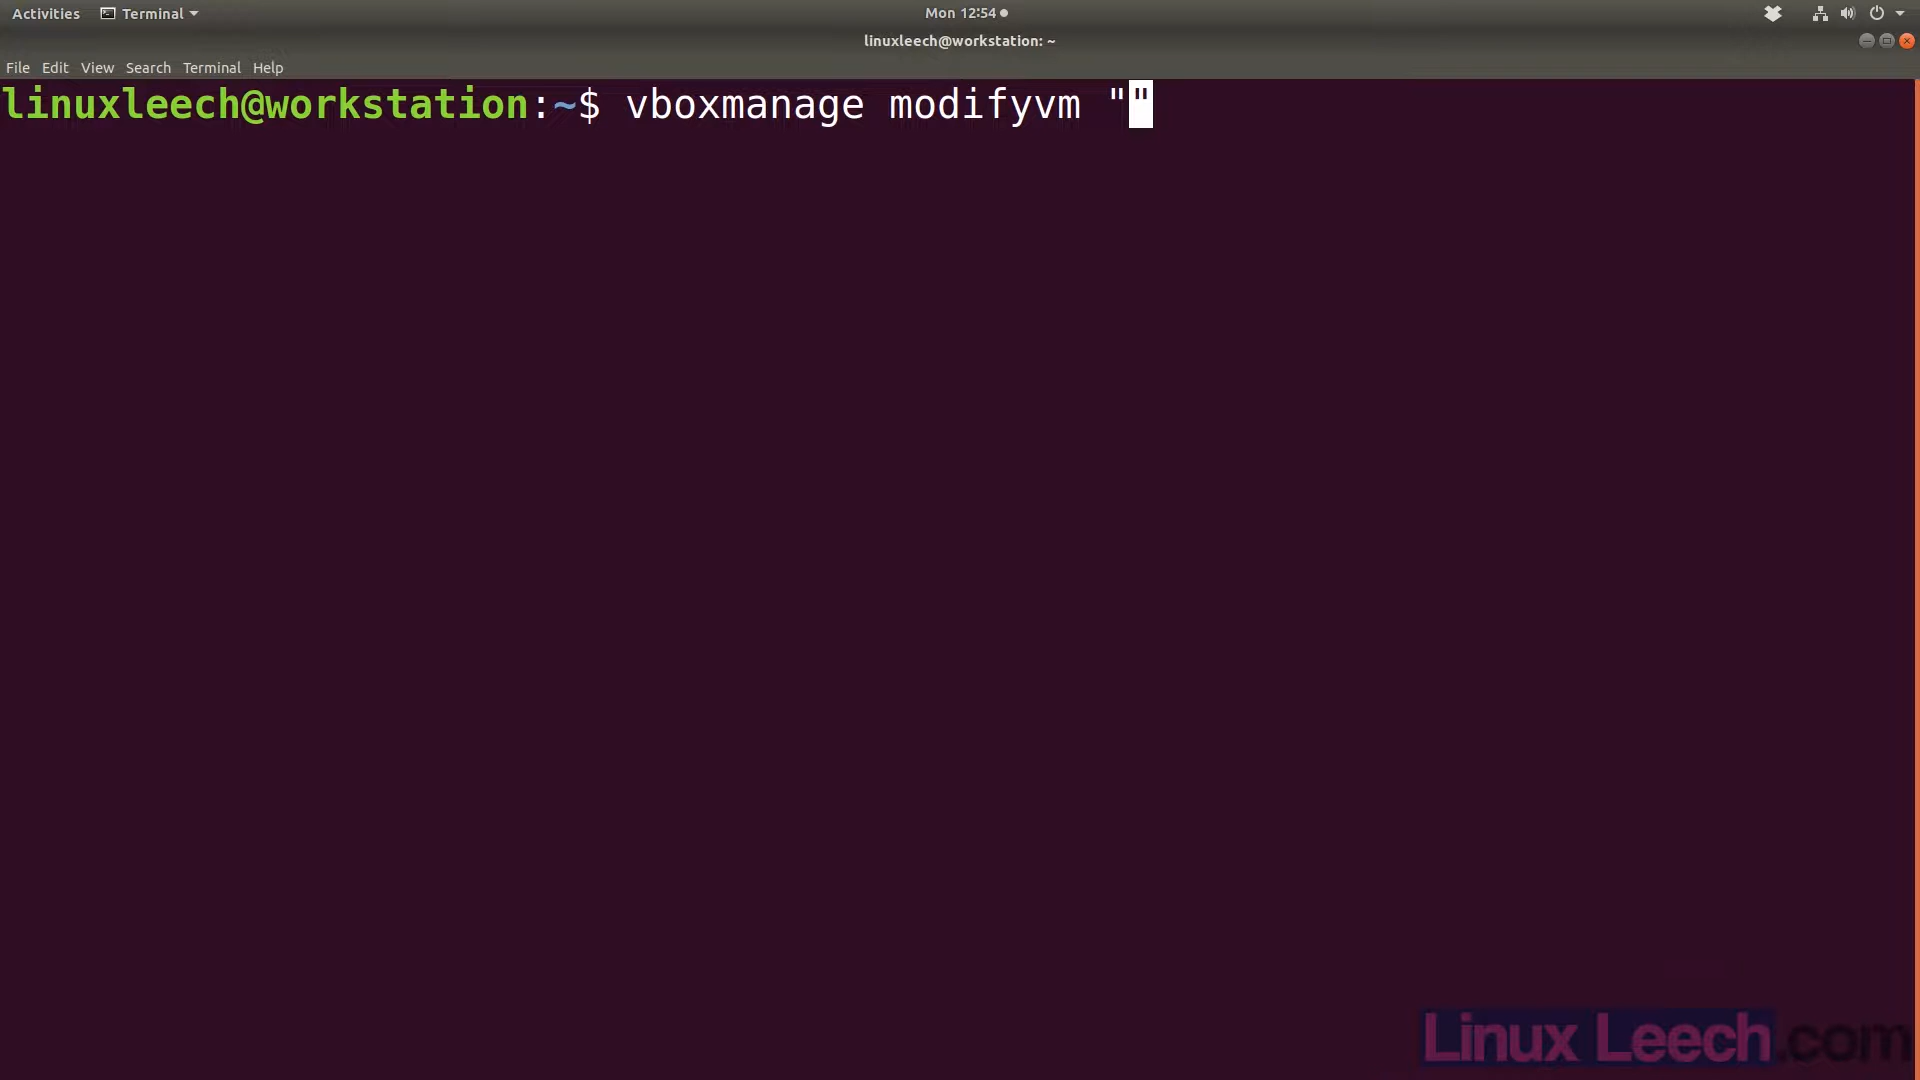 Activities Terminal Mon 12:54
linuxleech@workstation: ~
File Edit View Search Terminal Help
linuxleech@workstation:~$ vboxmanage modifyvm ""
Linux Leech.com